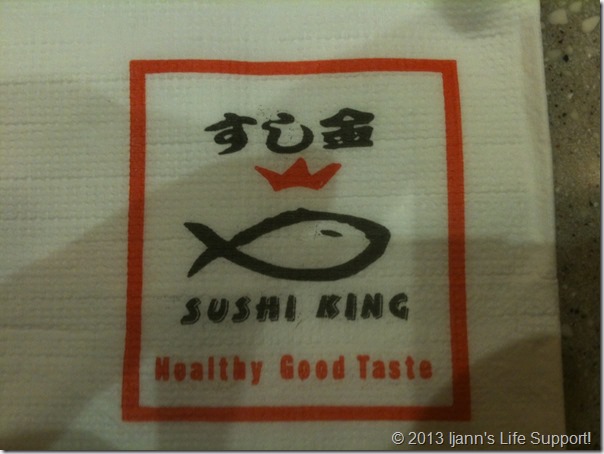 すし金
SUSHI KING
Healthy Good Taste
© 2013 Ijann's Life Support!